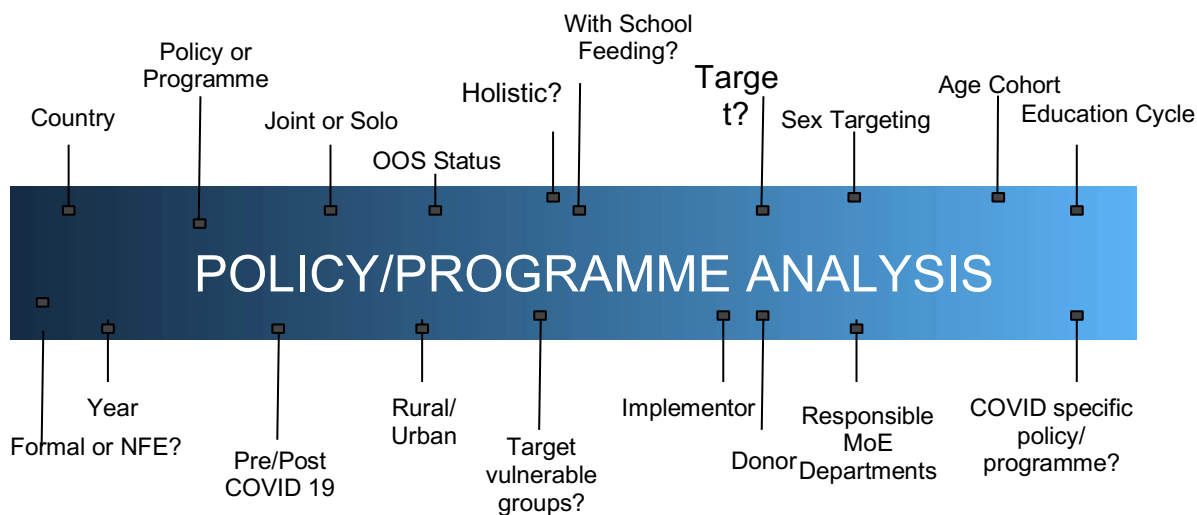 With School
Feeding?
Policy or
Programme
Targe
t?
Holistic?
Age Cohort
Country
Joint or Solo
Sex Targeting
Education Cycle
OOS Status
POLICY/PROGRAMME ANALYSIS
Year
Formal or NFE?
Pre/Post
COVID 19
Rural/
Urban
Target
vulnerable
groups?
Implementor
Donor
Responsible
MoE
Departments
COVID specific
policy/
programme?